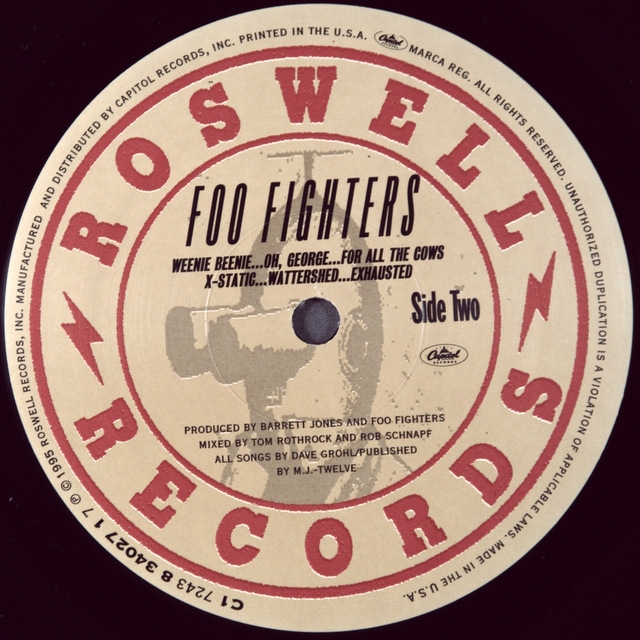 MANUFACTURED AND DISTRIBUTED BY CAPITOL RECORDS, INC. PRINTED IN THE U.S.A. Capitol RECORDS MARCA REG. ALL RIGHTS RESERVED. UNAUTHORIZED DUPLICATION IS A VIOLATION OF APPLICABLE LAWS. MADE IN THE U.S.A.
ROSWELL
FOO FIGHTERS
WEENIE BEENIE...OH, GEORGE...FOR ALL THE COWS
X-STATIC...WATTERSHED...EXHAUSTED
Side Two
Capitol
RECORDS
PRODUCED BY BARRETT JONES AND FOO FIGHTERS
MIXED BY TOM ROTHROCK AND ROB SCHNAPF
ALL SONGS BY DAVE GROHL/PUBLISHED
BY M.J.-TWELVE
RECORDS
C1 7243 8 34027 1 7 ℗ © 1995 ROSWELL RECORDS, INC.